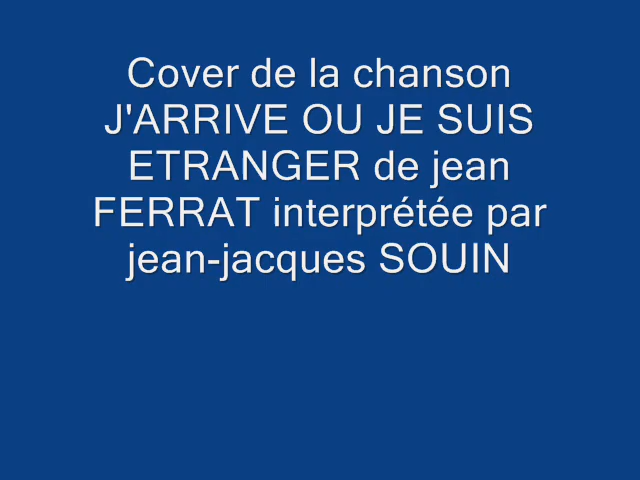 Cover de la chanson
J'ARRIVE OU JE SUIS
ETRANGER de jean
FERRAT interprétée par
jean-jacques SOUIN